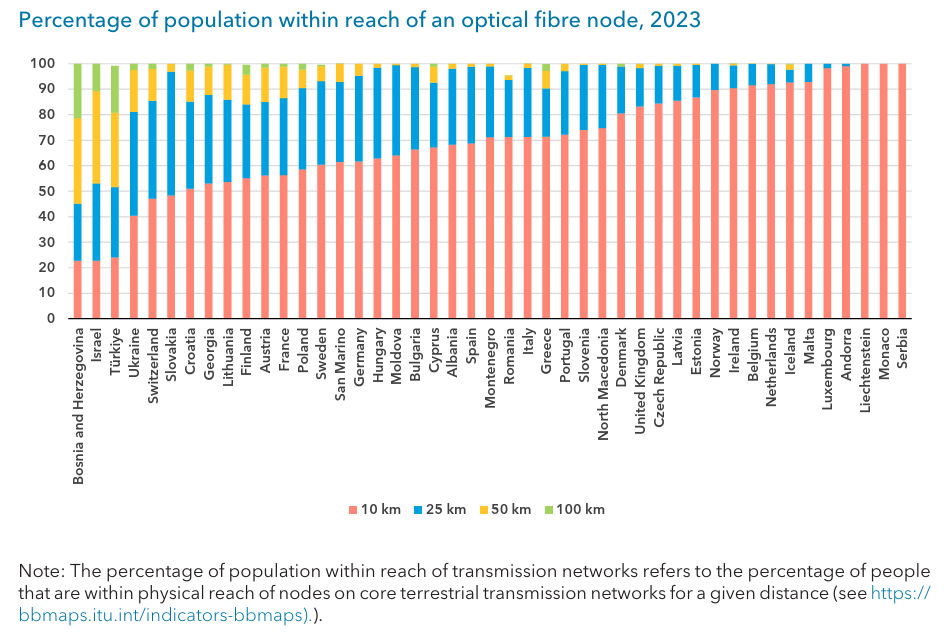 Percentage of population within reach of an optical fibre node, 2023
100
90
80
70
60
50
40
30
20
10
0
Bosnia and Herzegovina
Israel
Türkiye
Ukraine
Switzerland
Slovakia
Croatia
Georgia
Lithuania
Finland
Austria
France
Poland
Sweden
San Marino
Germany
Hungary
Moldova
Bulgaria
Cyprus
Albania
Spain
Montenegro
Romania
Italy
Greece
Portugal
Slovenia
North Macedonia
Denmark
United Kingdom
Czech Republic
Latvia
Estonia
Norway
Ireland
Belgium
Netherlands
Iceland
Malta
Luxembourg
Andorra
Liechtenstein
Monaco
Serbia
10 km 25 km 50 km 100 km
Note: The percentage of population within reach of transmission networks refers to the percentage of people
that are within physical reach of nodes on core terrestrial transmission networks for a given distance (see https://
bbmaps.itu.int/indicators-bbmaps).).